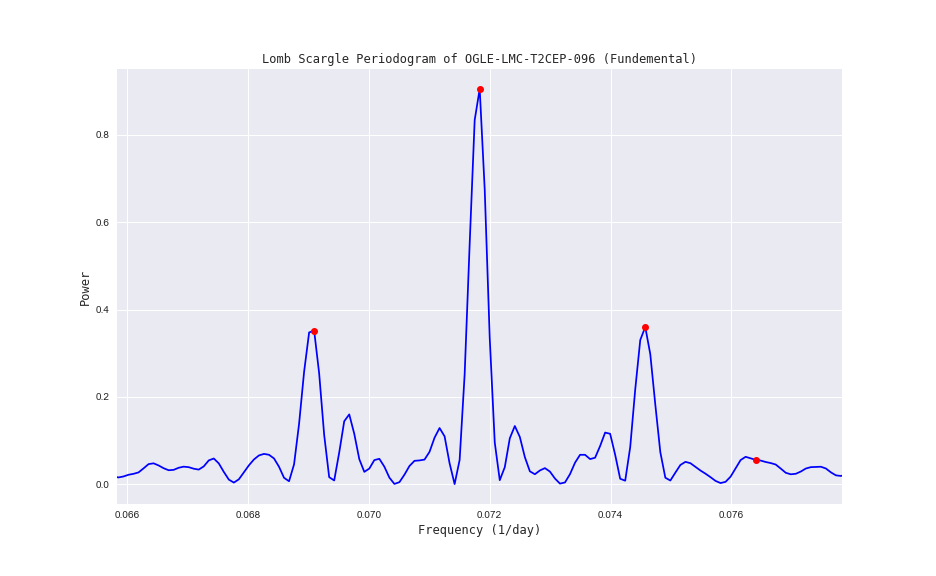 Lomb Scargle Periodogram of OGLE-LMC-T2CEP-096 (Fundemental)
0.8
0.6
0.4
0.2
0.0
Power
0.066 0.068 0.070 0.072 0.074 0.076
Frequency (1/day)